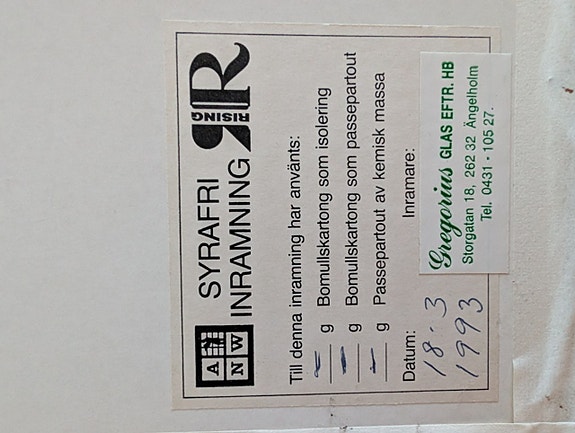 A
N W
SYRAFRI
INRAMNING
RISING
R
Till denna inramning har använts:
– g Bomullskartong som isolering
– g Bomullskartong som passepartout
– g Passepartout av kemisk massa
Datum: Inramare:
18-3
1993
Gregorius GLAS EFTR. HB
Storgatan 18, 262 32 Ängelholm
Tel. 0431 - 105 27.